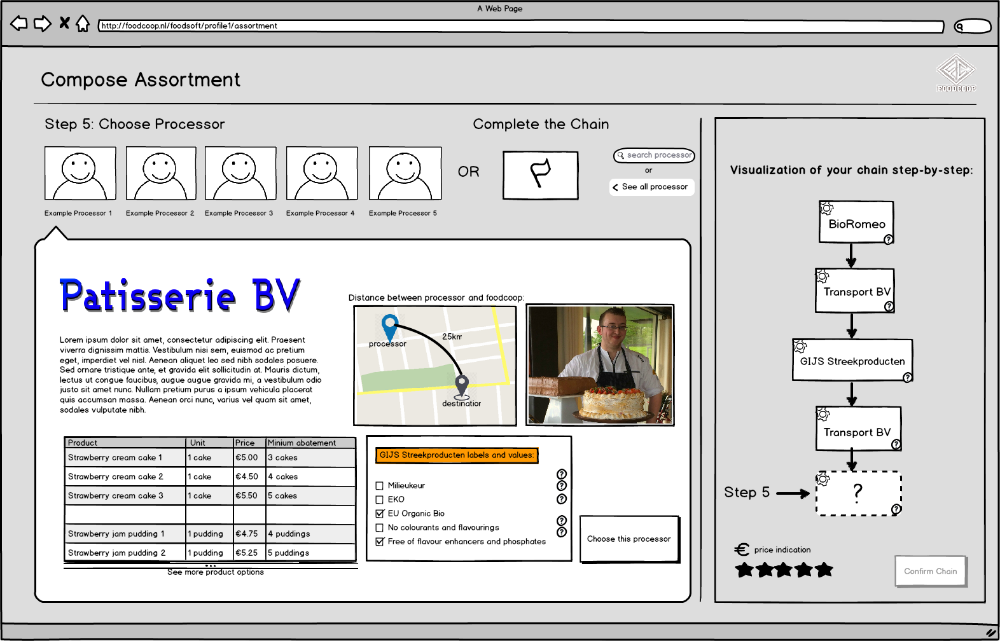 A Web Page
http://foodcoop.nl/foodsoft/profile1/assortment
Compose Assortment
FOODCOOP
Step 5: Choose Processor
Complete the Chain
OR
search processor
or
See all processor
Example Processor 1
Example Processor 2
Example Processor 3
Example Processor 4
Example Processor 5
Patisserie BV
Lorem ipsum dolor sit amet, consectetur adipiscing elit. Praesent
viverra dignissim mattis. Vestibulum nisi sem, euismod ac pretium
eget, imperdiet vel nisl. Aenean aliquet leo sed nibh sodales posuere.
Sed ornare tristique ante, et gravida elit sollicitudin at. Mauris dictum,
lectus ut congue faucibus, augue augue gravida mi, a vestibulum odio
justo sit amet nunc. Nullam pretium purus a ipsum vehicula placerat
quis accumsan massa. Aenean orci nunc, varius vel quam sit amet,
sodales vulputate nibh.
Distance between processor and foodcoop:
processor
25km
destination
Product Unit Price Minium abatement
Strawberry cream cake 1 1 cake €5.00 3 cakes
Strawberry cream cake 2 1 cake €4.50 4 cakes
Strawberry cream cake 3 1 cake €5.50 5 cakes
Strawberry jam pudding 1 1 pudding €4.75 4 puddings
Strawberry jam pudding 2 1 pudding €5.25 5 puddings
...
See more product options
GIJS Streekproducten labels and values:
?
Milieukeur ?
EKO ?
EU Organic Bio
?
No colourants and flavourings ?
Free of flavour enhancers and phosphates
Choose this processor
Visualization of your chain step-by-step:
BioRomeo
?
Transport BV
?
GIJS Streekproducten
?
Transport BV
?
Step 5
?
?
€ price indication
Confirm Chain